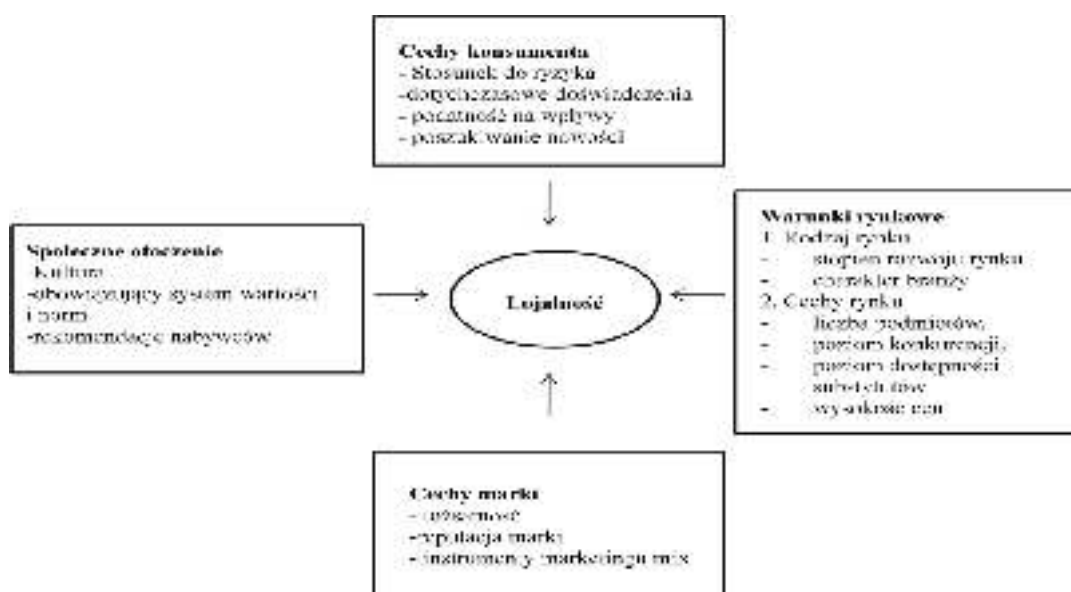 Cechy konsumenta
- Stosunek do ryzyka
-dotychczasowe doświadczenia
- podatność na wpływy
- poszukiwanie nowości
Społeczne otoczenie
-Kultura
-obowiązujący system wartości
i norm
-rekomendacje nabywców
Lojalność
Warunki rynkowe
1. Rodzaj rynku
- stopień rozwoju rynku
- charakter branży
2. Cechy rynku
- liczba podmiotów,
- poziom konkurencji,
- poziom dostępności
substytutów
- wysokość cen
Cechy marki
- tożsamość
-reputacja marki
- instrumenty marketingu mix